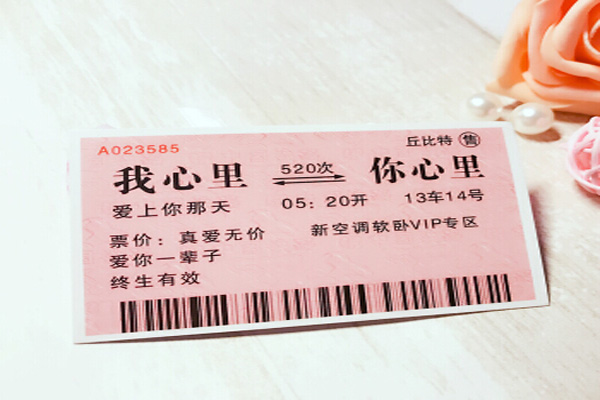 A023585
丘比特 售
我心里 520次 你心里
爱上你那天 05：20开 13车14号
票价：真爱无价 新空调软卧VIP专区
爱你一辈子
终生有效